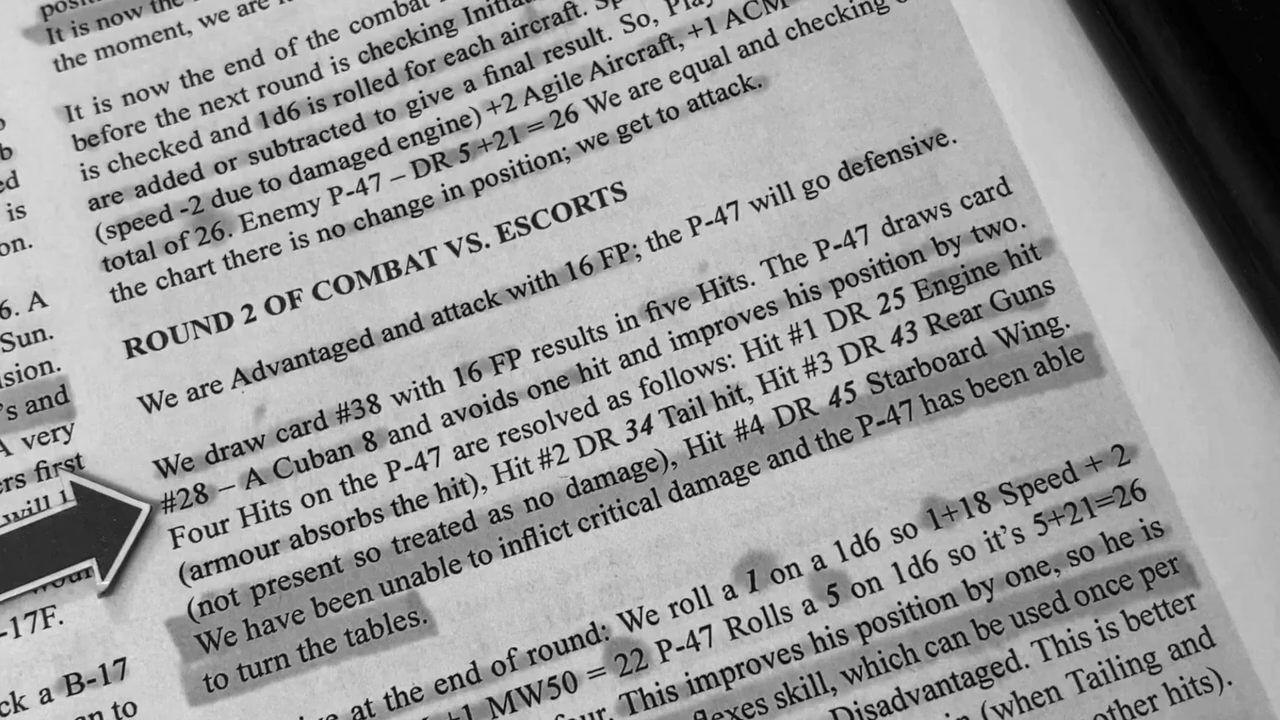 b
ed
is
on.
6. A
Sun.
sion.
's and
A very
ers first
will
-17F.
ck a B-17
an to
It is now the
the moment, we are
It is now the end of the combat
before the next round is checking
is checked and 1d6 is rolled for each aircraft.
are added or subtracted to give a final result. So,
(speed -2 due to damaged engine) +2 Agile Aircraft, +1 ACM
total of 26. Enemy P-47 – DR 5 +21 = 26 We are equal and checking
the chart there is no change in position; we get to attack.
ROUND 2 OF COMBAT VS. ESCORTS
We are Advantaged and attack with 16 FP; the P-47 will go defensive.
We draw card #38 with 16 FP results in five Hits. The P-47 draws card
#28 – A Cuban 8 and avoids one hit and improves his position by two.
Four Hits on the P-47 are resolved as follows: Hit #1 DR 25 Engine hit
(armour absorbs the hit), Hit #2 DR 34 Tail hit, Hit #3 DR 43 Rear Guns
(not present so treated as no damage), Hit #4 DR 45 Starboard Wing.
We have been unable to inflict critical damage and the P-47 has been able
to turn the tables.
at the end of round: We roll a 1 on a 1d6 so 1+18 Speed + 2
+1 MW50 = 22 P-47 Rolls a 5 on 1d6 so it's 5+21=26
This improves his position by one, so he is
skill, which can be used once per
Disadvantaged. This is better
(when Tailing and
other hits).